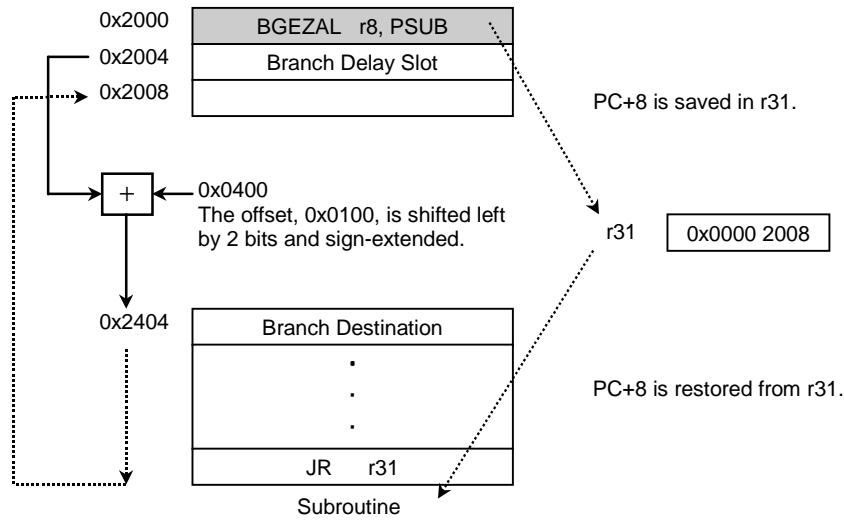 0x2000 BGEZAL r8, PSUB
0x2004 Branch Delay Slot
0x2008
PC+8 is saved in r31.
+
0x0400
The offset, 0x0100, is shifted left
by 2 bits and sign-extended.
r31 0x0000 2008
0x2404 Branch Destination
.
.
.
PC+8 is restored from r31.
JR r31
Subroutine